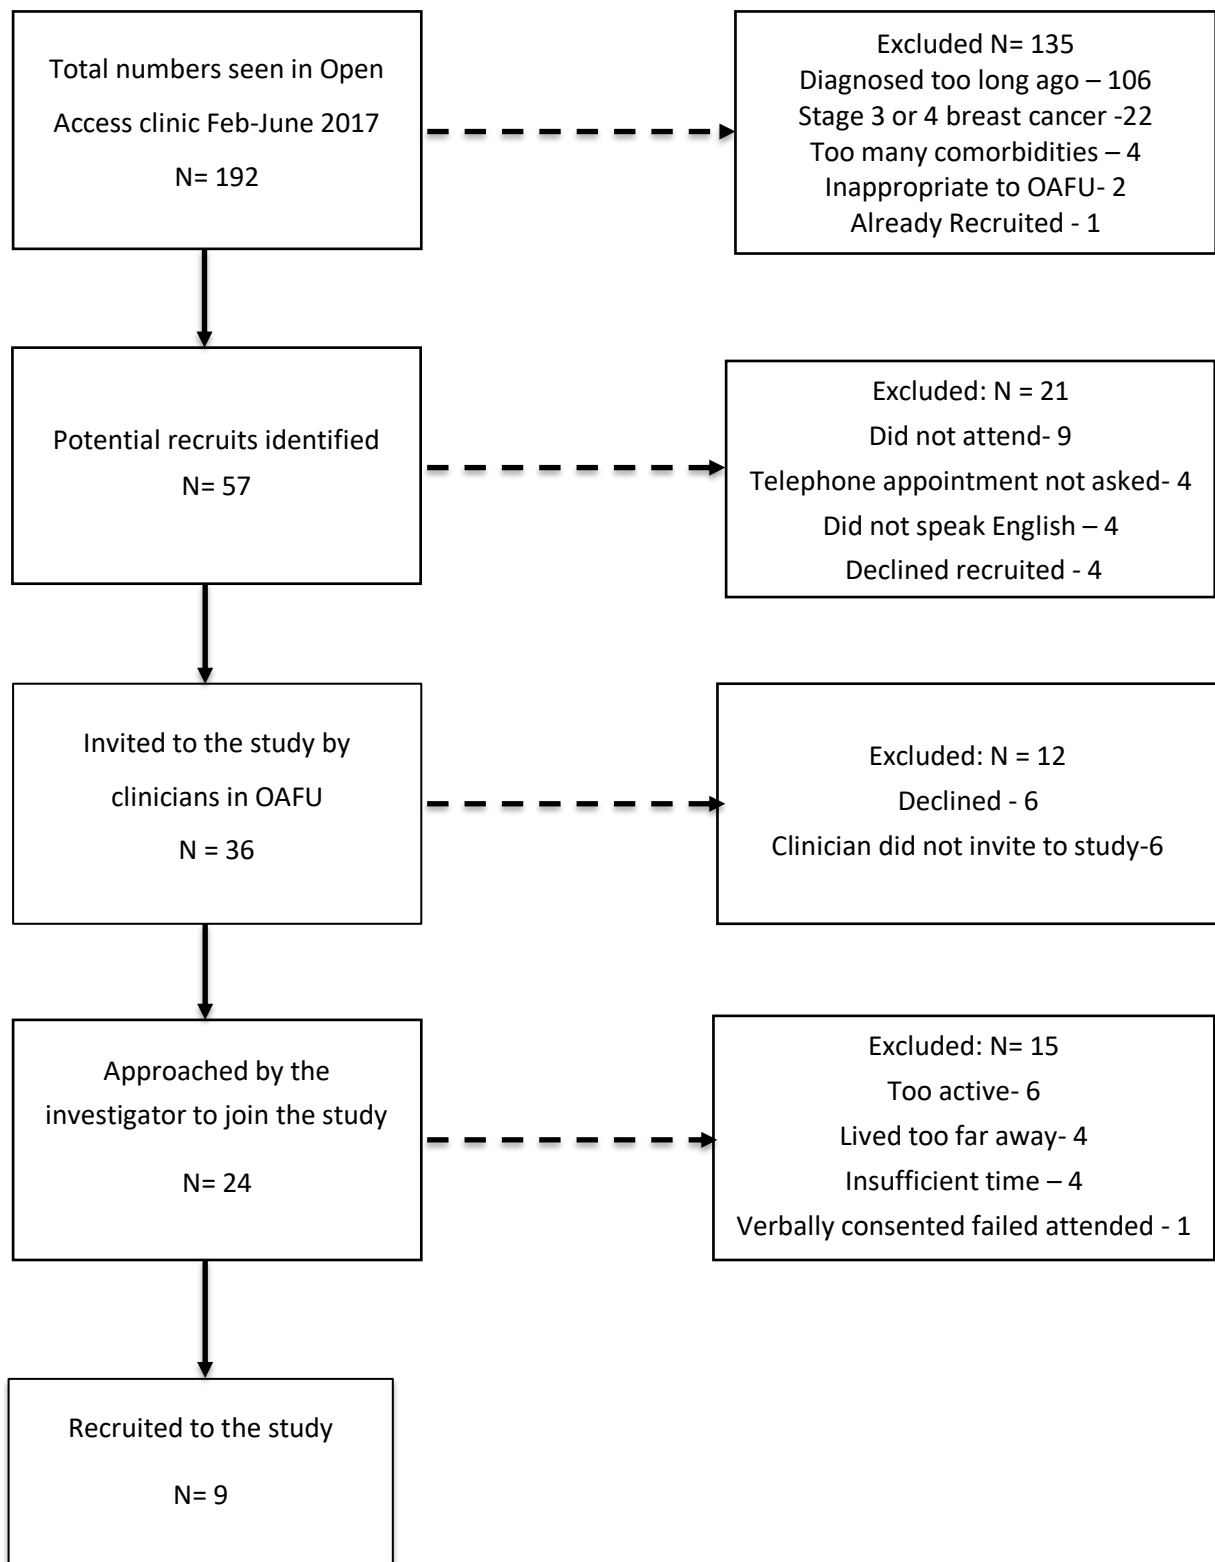 Total numbers seen in Open
Access clinic Feb-June 2017
N= 192
Excluded N= 135
Diagnosed too long ago – 106
Stage 3 or 4 breast cancer -22
Too many comorbidities – 4
Inappropriate to OAFU- 2
Already Recruited - 1
Potential recruits identified
N= 57
Excluded: N = 21
Did not attend- 9
Telephone appointment not asked- 4
Did not speak English – 4
Declined recruited - 4
Invited to the study by
clinicians in OAFU
N = 36
Excluded: N = 12
Declined - 6
Clinician did not invite to study-6
Approached by the
investigator to join the study
N= 24
Excluded: N= 15
Too active- 6
Lived too far away- 4
Insufficient time – 4
Verbally consented failed attended - 1
Recruited to the study
N= 9